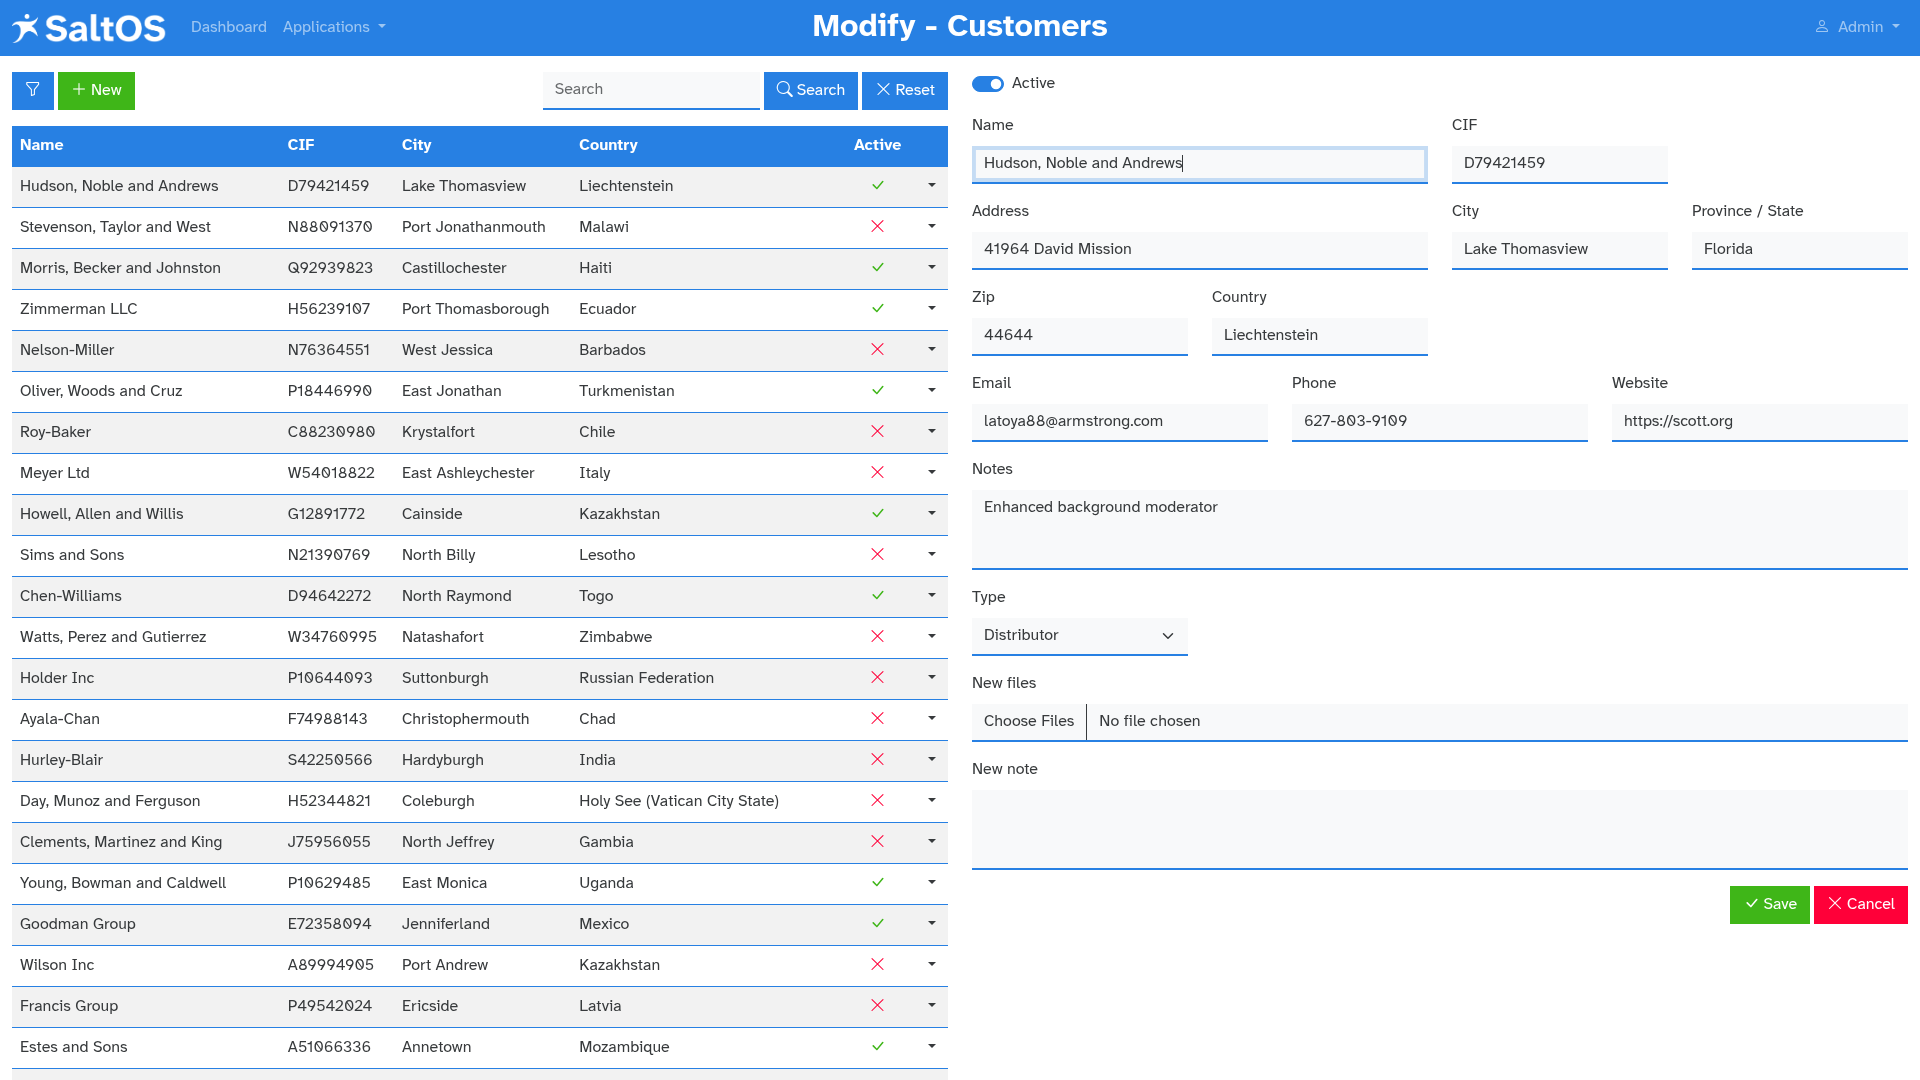 SaltOS Dashboard Applications Modify - Customers Admin
New Search Search Reset
Name CIF City Country Active
Hudson, Noble and Andrews D79421459 Lake Thomasview Liechtenstein
Stevenson, Taylor and West N88091370 Port Jonathanmouth Malawi
Morris, Becker and Johnston Q92939823 Castillochester Haiti
Zimmerman LLC H56239107 Port Thomasborough Ecuador
Nelson-Miller N76364551 West Jessica Barbados
Oliver, Woods and Cruz P18446990 East Jonathan Turkmenistan
Roy-Baker C88230980 Krystalfort Chile
Meyer Ltd W54018822 East Ashleychester Italy
Howell, Allen and Willis G12891772 Cainside Kazakhstan
Sims and Sons N21390769 North Billy Lesotho
Chen-Williams D94642272 North Raymond Togo
Watts, Perez and Gutierrez W34760995 Natashafort Zimbabwe
Holder Inc P10644093 Suttonburgh Russian Federation
Ayala-Chan F74988143 Christophermouth Chad
Hurley-Blair S42250566 Hardyburgh India
Day, Munoz and Ferguson H52344821 Coleburgh Holy See (Vatican City State)
Clements, Martinez and King J75956055 North Jeffrey Gambia
Young, Bowman and Caldwell P10629485 East Monica Uganda
Goodman Group E72358094 Jenniferland Mexico
Wilson Inc A89994905 Port Andrew Kazakhstan
Francis Group P49542024 Ericside Latvia
Estes and Sons A51066336 Annetown Mozambique
Active
Name CIF
Hudson, Noble and Andrews D79421459
Address City Province / State
41964 David Mission Lake Thomasview Florida
Zip Country
44644 Liechtenstein
Email Phone Website
latoya88@armstrong.com 627-803-9109 https://scott.org
Notes
Enhanced background moderator
Type
Distributor
New files
Choose Files No file chosen
New note
Save Cancel